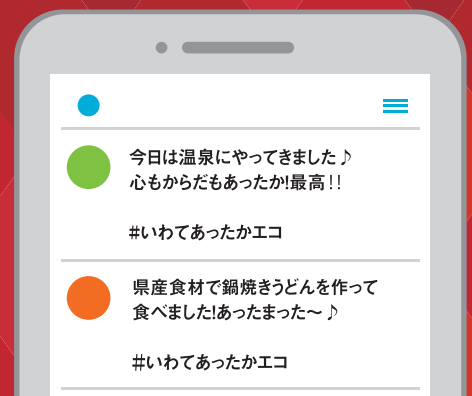 今日は温泉にやってきました♪
心もからだもあったか!最高!!
#いわてあったかエコ
県産食材で鍋焼きうどんを作って
食べました!あったまった〜♪
#いわてあったかエコ